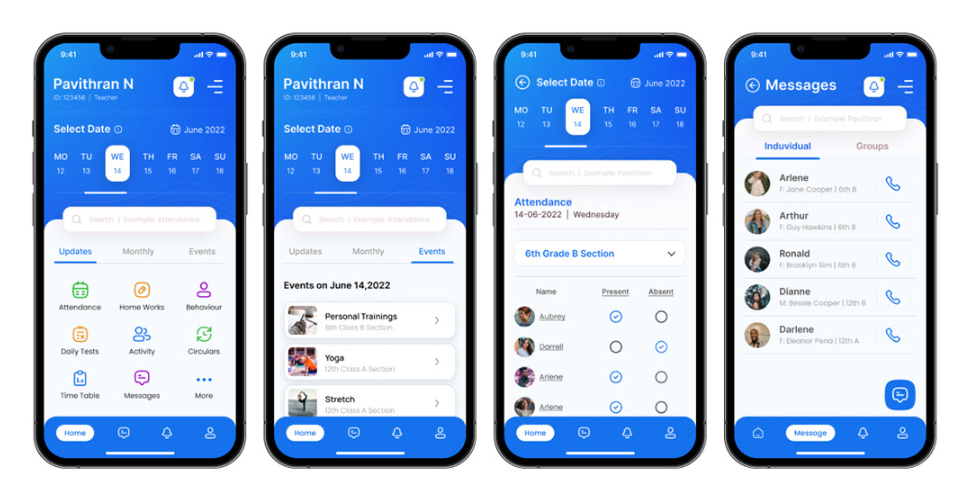 9:41
Pavithran N
ID: 123456 | Teacher
Select Date
June 2022
MO TU WE TH FR SA SU
12 13 14 15 16 17 18
Search | Example: Attendance
Updates Monthly Events
Attendance Home Works Behaviour
Daily Tests Activity Circulars
Time Table Messages More
Home
9:41
Pavithran N
ID: 123456 | Teacher
Select Date
June 2022
MO TU WE TH FR SA SU
12 13 14 15 16 17 18
Search | Example: Attendance
Updates Monthly Events
Events on June 14,2022
Personal Trainings
6th Class B Section
Yoga
12th Class A Section
Stretch
12th Class A Section
Home
9:41
Select Date
June 2022
MO TU WE TH FR SA SU
12 13 14 15 16 17 18
Search | Example: Pavithran
Attendance
14-06-2022 | Wednesday
6th Grade B Section
Name Present Absent
Aubrey
Darrell
Arlene
Arlene
Home
9:41
Messages
Search | Example: Pavithran
Induvidual Groups
Arlene
F: Jane Cooper | 6th B
Arthur
F: Guy Hawkins | 6th B
Ronald
F: Brooklyn Sim | 6th B
Dianne
M: Bessie Cooper | 12th B
Darlene
F: Eleanor Pena | 12th A
Message